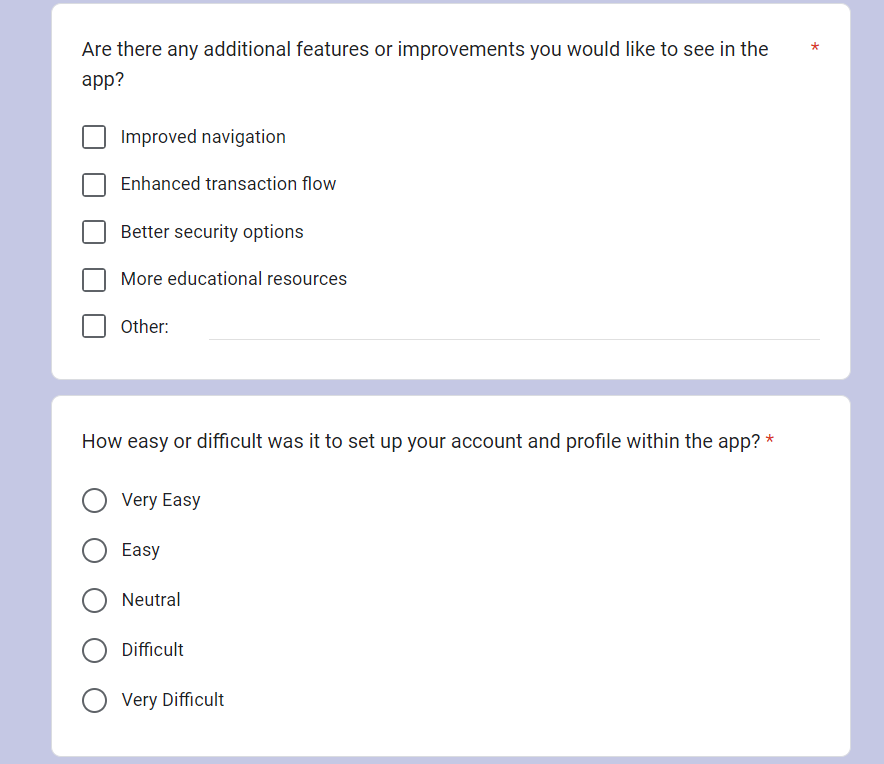 Are there any additional features or improvements you would like to see in the *
app?
Improved navigation
Enhanced transaction flow
Better security options
More educational resources
Other:
How easy or difficult was it to set up your account and profile within the app? *
Very Easy
Easy
Neutral
Difficult
Very Difficult